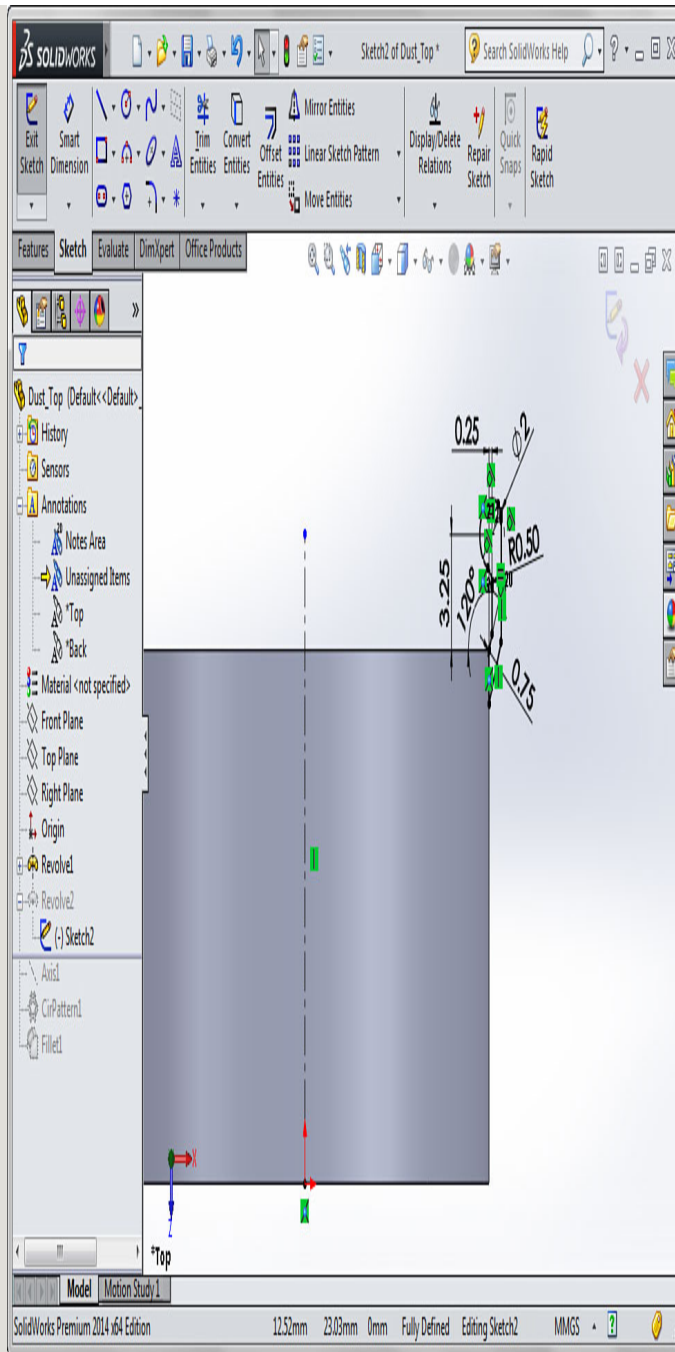 SOLIDWORKS
Sketch2 of Dust_Top *
Search SolidWorks Help
Exit Sketch
Smart Dimension
Trim Entities
Convert Entities
Offset Entities
Mirror Entities
Linear Sketch Pattern
Move Entities
Display/Delete Relations
Repair Sketch
Quick Snaps
Rapid Sketch
Features Sketch Evaluate DimXpert Office Products
Dust_Top (Default<<Default>_
History
Sensors
Annotations
Notes Area
Unassigned Items
*Top
*Back
Material <not specified>
Front Plane
Top Plane
Right Plane
Origin
Revolve1
Revolve2
(-) Sketch2
Axis1
CirPattern1
Fillet1
0.25
∅2
R0.50
3.25
120°
20
0.75
X
Z
*Top
Model Motion Study 1
SolidWorks Premium 2014 x64 Edition 12.52mm 23.03mm 0mm Fully Defined Editing Sketch2 MMGS